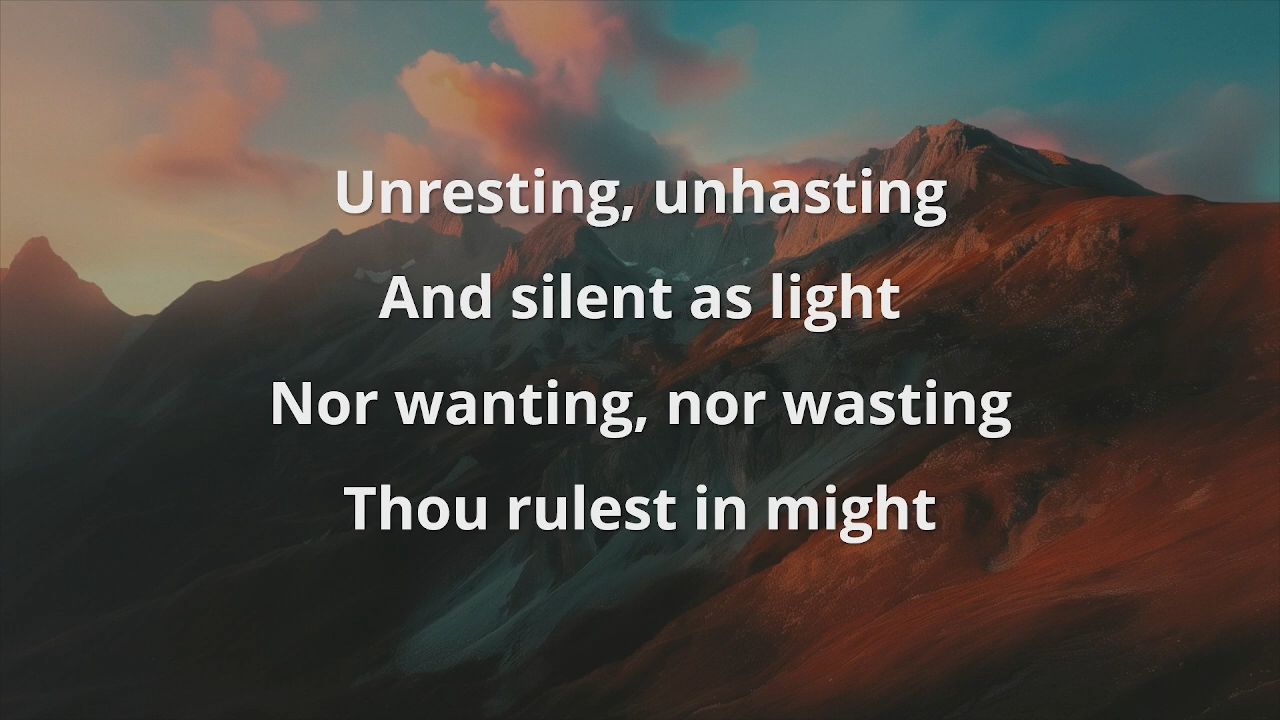 Unresting, unhasting
And silent as light
Nor wanting, nor wasting
Thou rulest in might